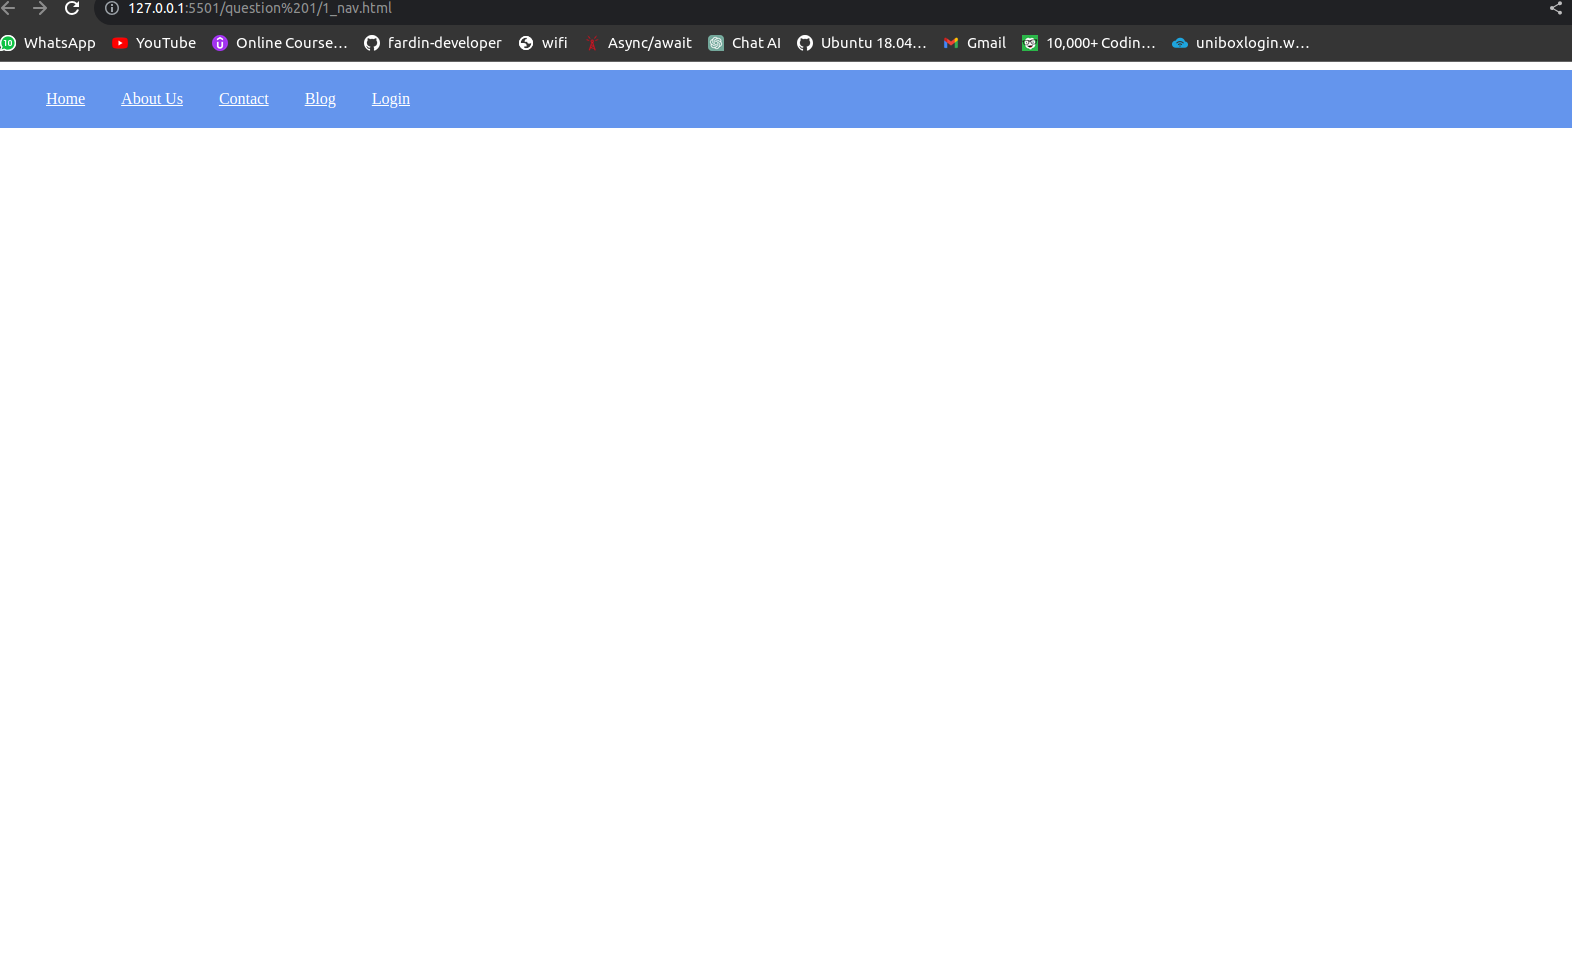 127.0.0.1:5501/question%201/1_nav.html
10 WhatsApp YouTube Online Course... fardin-developer wifi Async/await Chat AI Ubuntu 18.04... Gmail 10,000+ Codin... uniboxlogin.w...
Home About Us Contact Blog Login